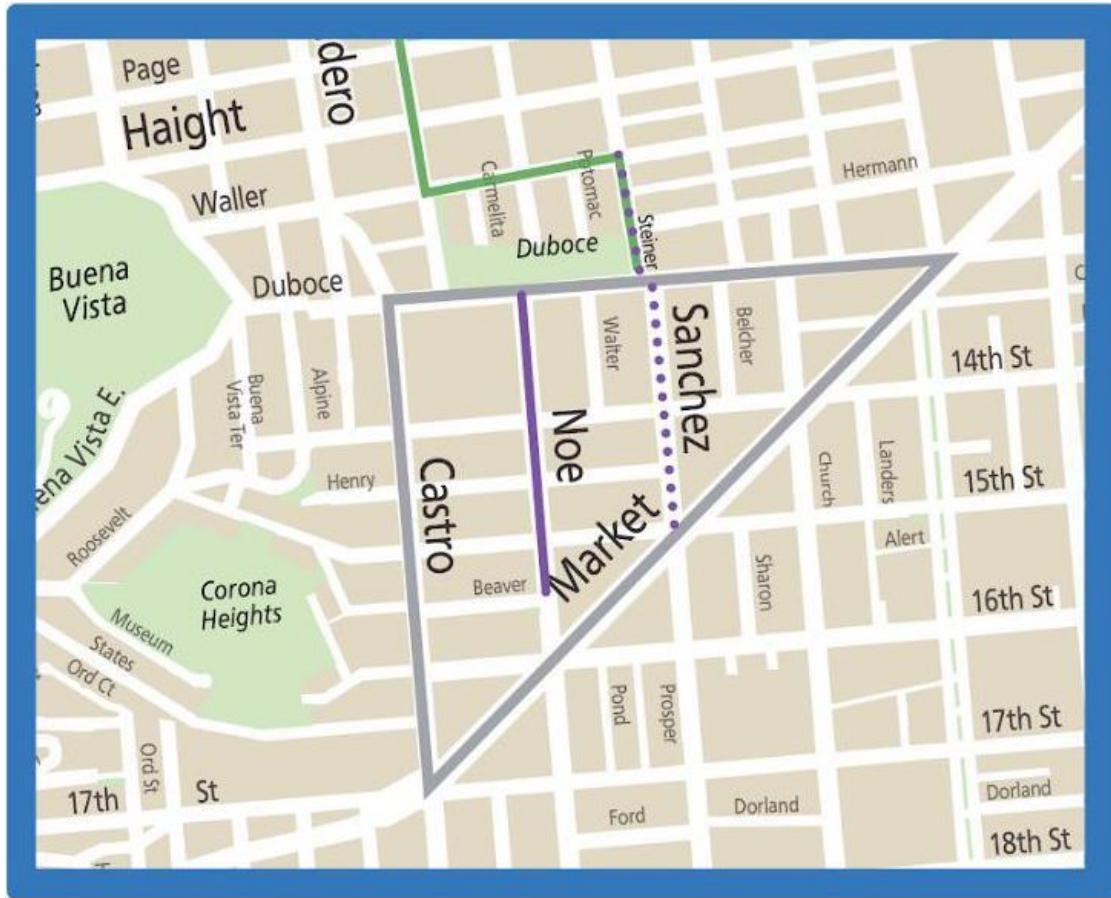 Page
Haight
dero
Waller
Buena
Vista
Duboce
Carmelita
Potomac
Duboce
Steiner
Hermann
Buena
Vista Ter
Alpine
Walter
Sanchez
Belcher
14th St
ena Vista E.
Henry
Castro
Noe
Market
Church
Landers
15th St
Alert
Roosevelt
Corona
Heights
Beaver
Sharon
16th St
Museum
States
Ord Ct
Pond
Prosper
17th St
Ord St
17th St
Ford
Dorland
Dorland
18th St